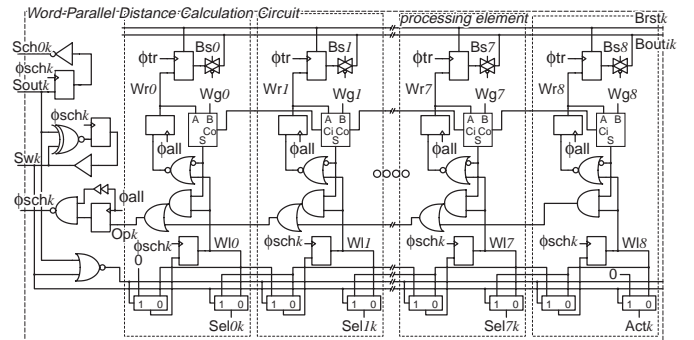 Word-Parallel Distance Calculation Circuit
processing element
Brstk
Boutik
Sch0k
ϕschk
Soutk
ϕtr
Bs0
ϕtr
Bs1
ϕtr
Bs7
ϕtr
Bs8
Wr0
Wg0
Wr1
Wg1
Wr7
Wg7
Wr8
Wg8
ϕschk
A B
Co
S
A B
Ci Co
S
A B
Ci Co
S
A B
Ci
S
Swk
ϕall
ϕall
ϕall
ϕall
ϕschk
ϕall
Opk
ϕschk
Wl0
ϕschk
Wl1
ϕschk
Wl7
ϕschk
Wl8
0
0
1 0
1 0
1 0
1 0
1 0
1 0
1 0
1 0
Sel0k
Sel1k
Sel7k
Actk